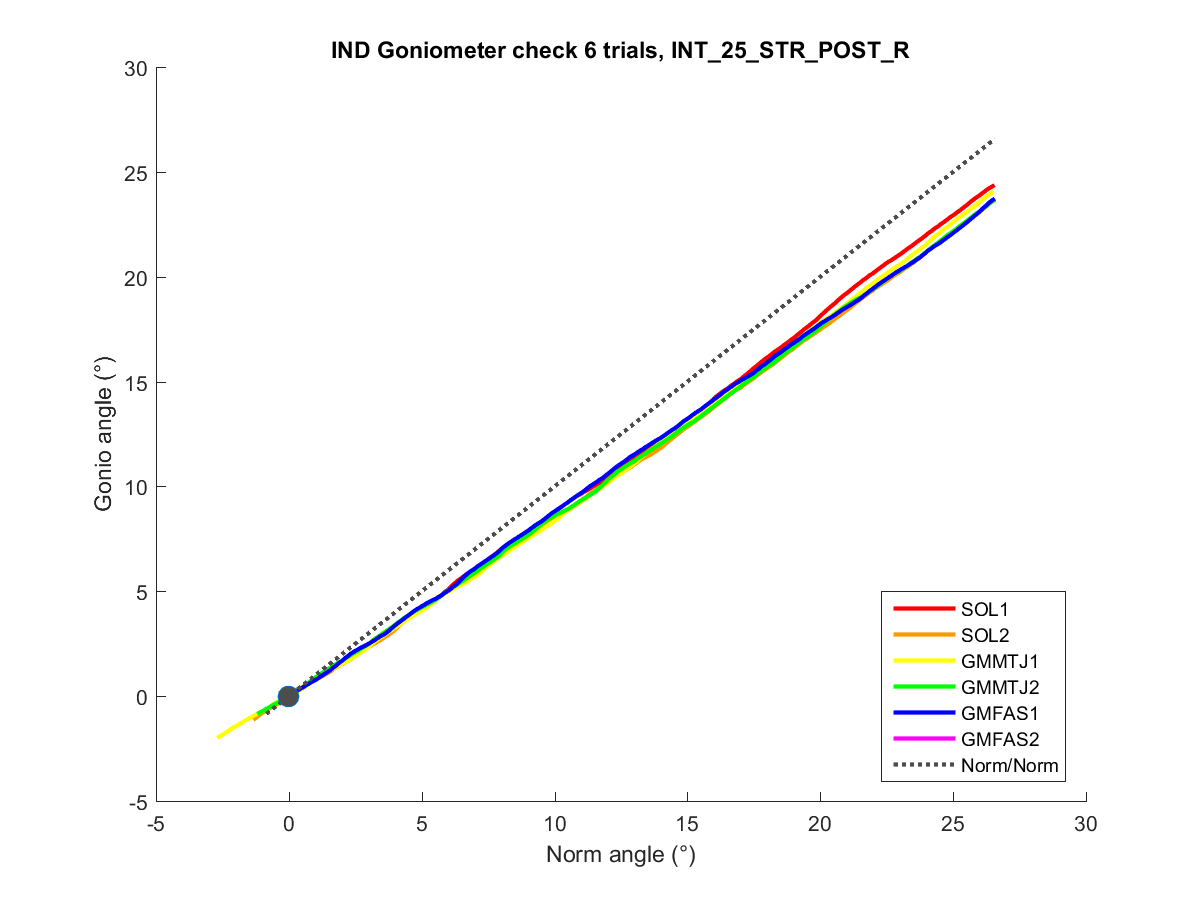 IND Goniometer check 6 trials, INT_25_STR_POST_R
30
25
20
15
10
5
0
-5
Gonio angle (°)
-5 0 5 10 15 20 25 30
Norm angle (°)
SOL1
SOL2
GMMTJ1
GMMTJ2
GMFAS1
GMFAS2
Norm/Norm